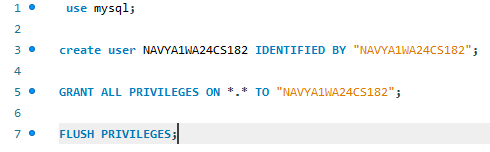 1 use mysql;
2
3 create user NAVYA1WA24CS182 IDENTIFIED BY "NAVYA1WA24CS182";
4
5 GRANT ALL PRIVILEGES ON *.* TO "NAVYA1WA24CS182";
6
7 FLUSH PRIVILEGES;